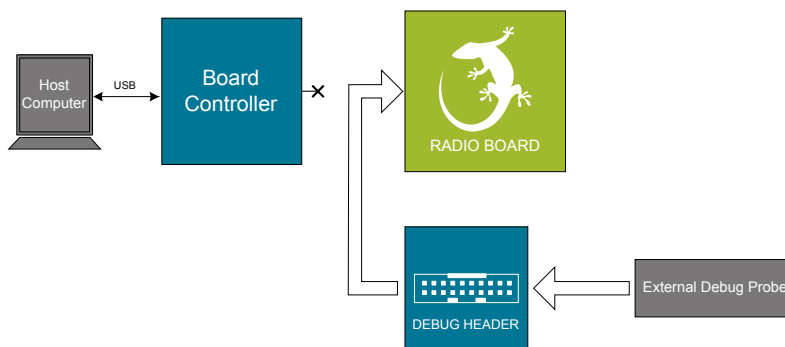 Host
Computer
USB
Board
Controller
RADIO BOARD
DEBUG HEADER
External Debug Probe